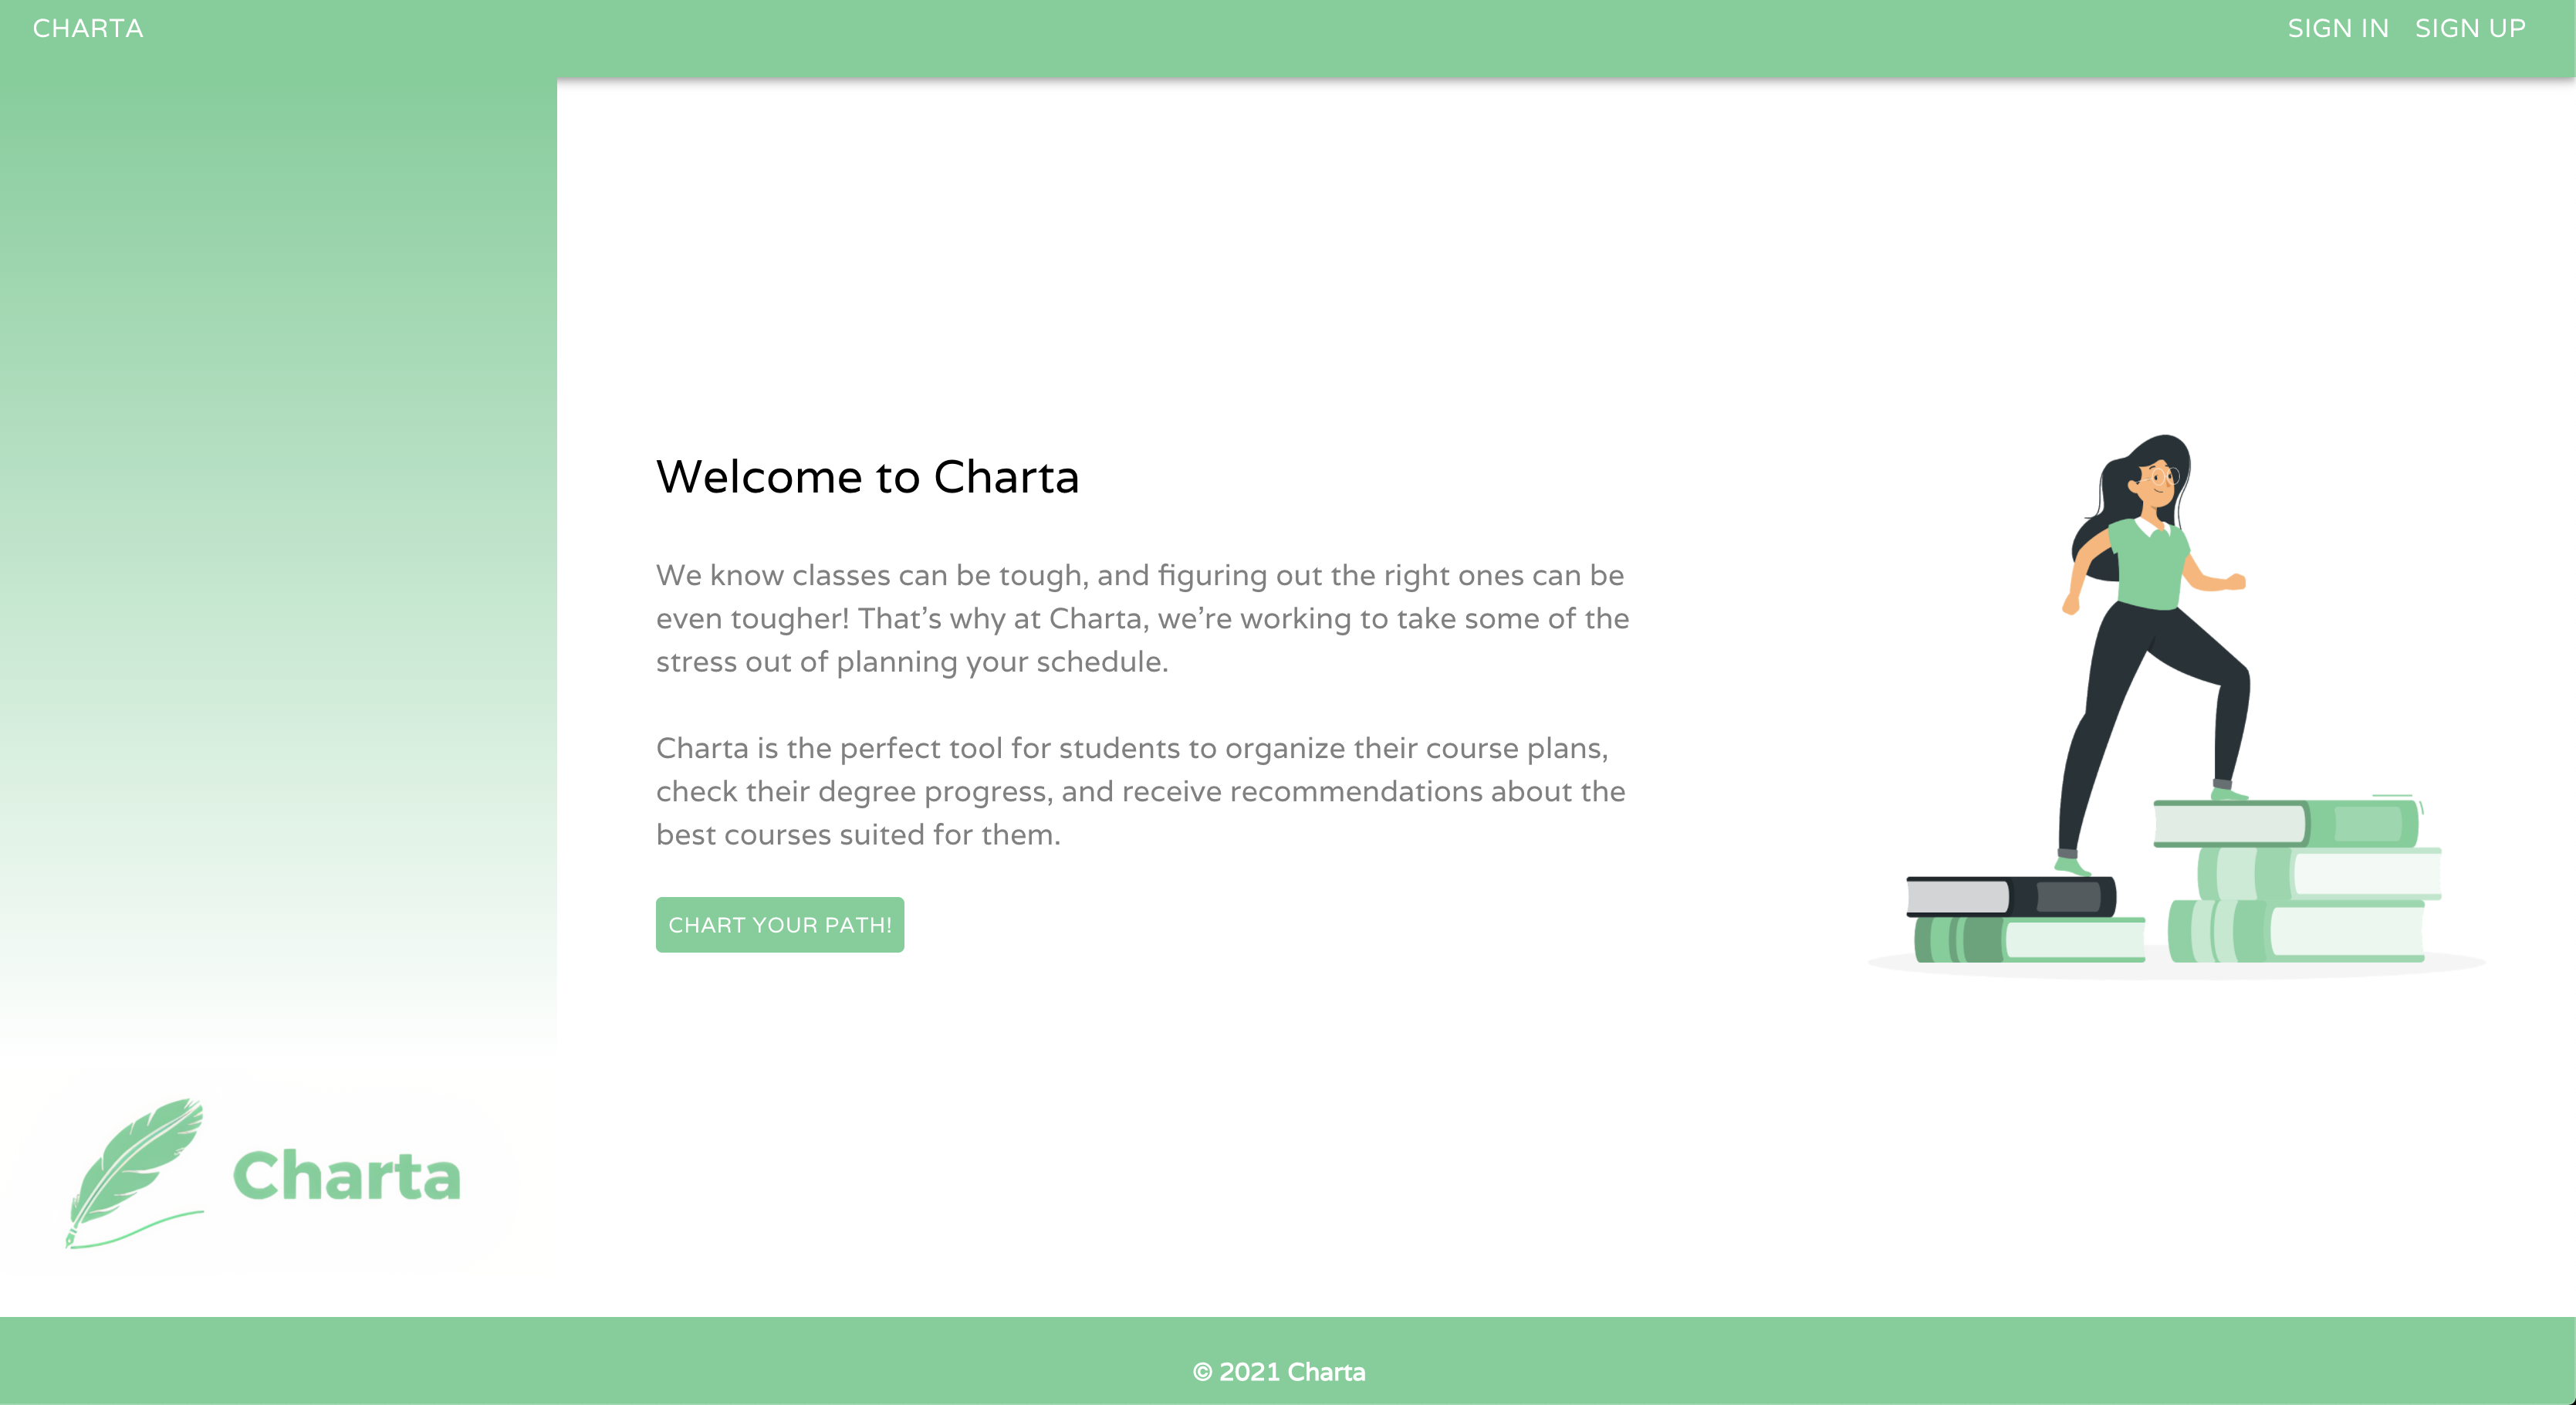 CHARTA
SIGN IN SIGN UP
Welcome to Charta
We know classes can be tough, and figuring out the right ones can be
even tougher! That’s why at Charta, we’re working to take some of the
stress out of planning your schedule.
Charta is the perfect tool for students to organize their course plans,
check their degree progress, and receive recommendations about the
best courses suited for them.
CHART YOUR PATH!
Charta
© 2021 Charta